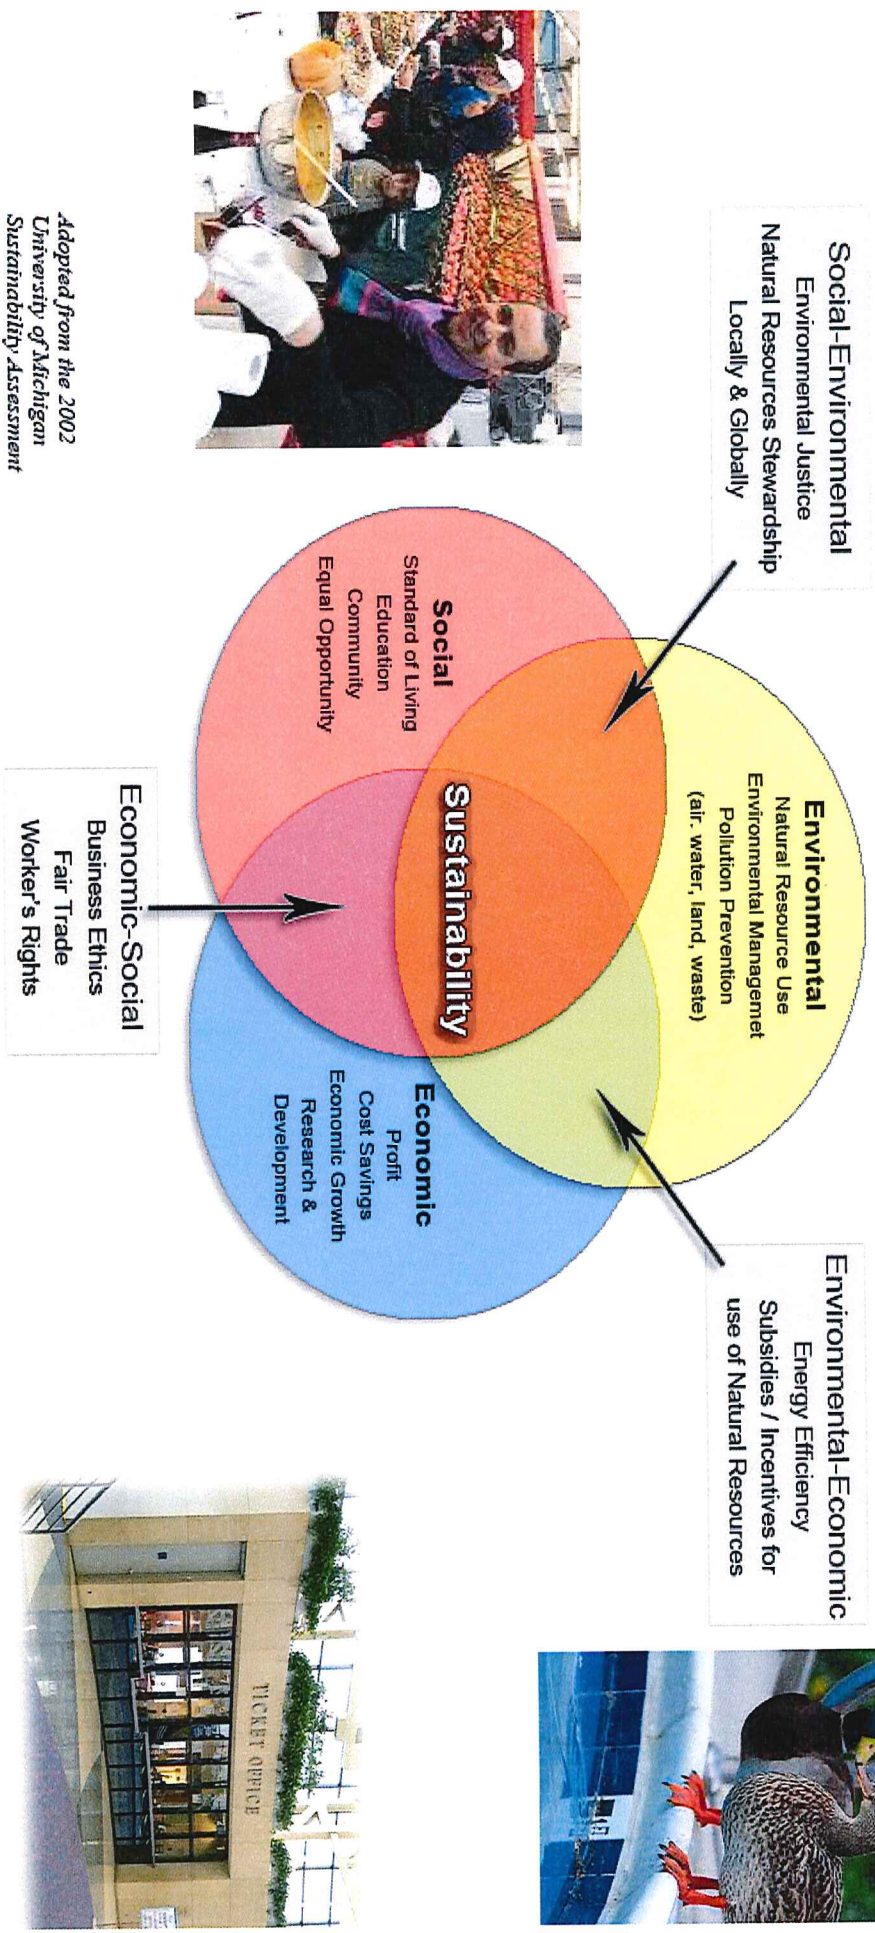 Social-Environmental
Environmental Justice
Natural Resources Stewardship
Locally & Globally
Environmental
Natural Resource Use
Environmental Managemet
Pollution Prevention
(air. water, land, waste)
Environmental-Economic
Energy Efficiency
Subsidies / Incentives for
use of Natural Resources
Social
Standard of Living
Education
Community
Equal Opportunity
Sustainability
Economic
Profit
Cost Savings
Economic Growth
Research &
Development
Economic-Social
Business Ethics
Fair Trade
Worker's Rights
TICKET OFFICE
Adopted from the 2002
University of Michigan
Sustainability Assessment